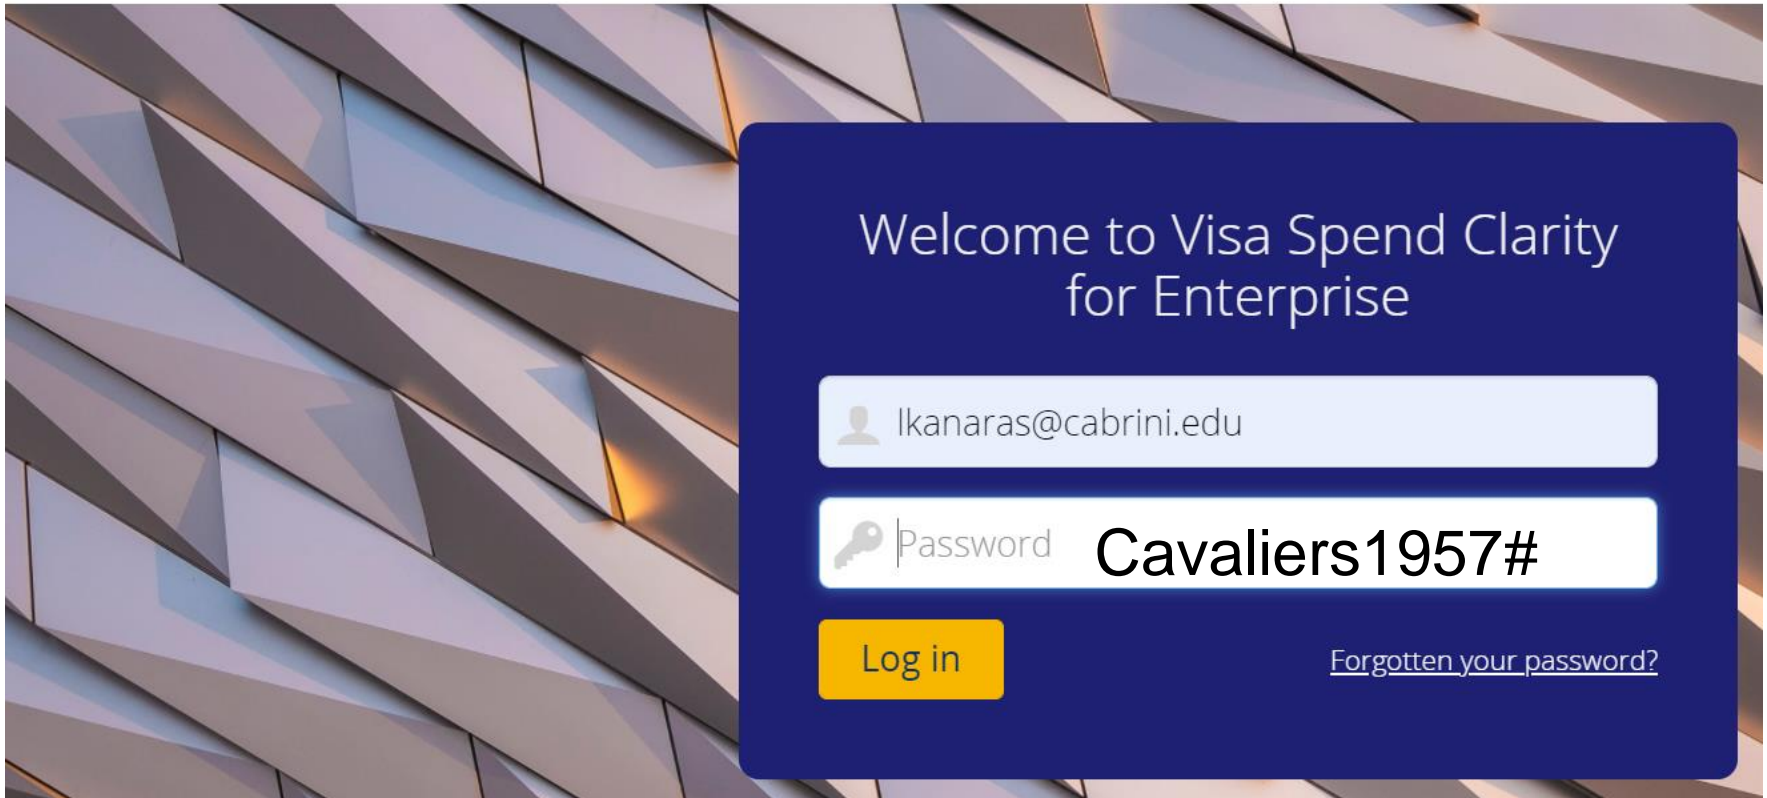 Welcome to Visa Spend Clarity
for Enterprise
lkanaras@cabrini.edu
Password Cavaliers1957#
Log in Forgotten your password?